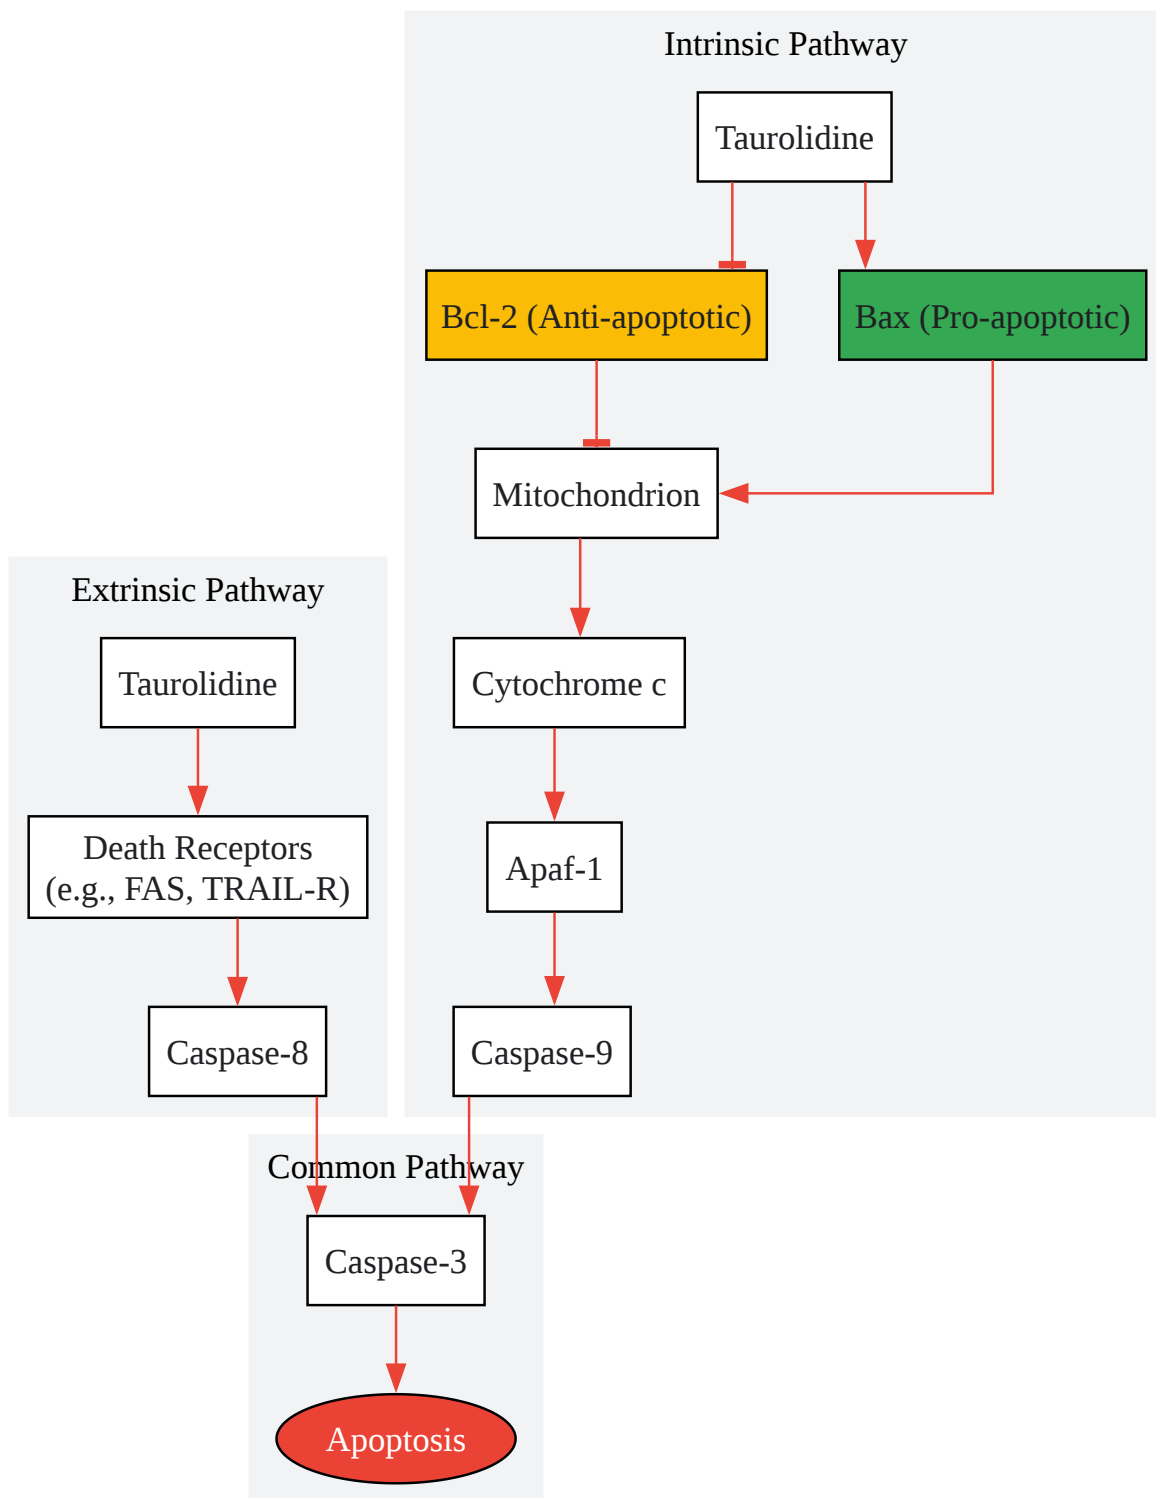 Intrinsic Pathway
Taurolidine
Bcl-2 (Anti-apoptotic)
Bax (Pro-apoptotic)
Mitochondrion
Cytochrome c
Apaf-1
Caspase-9
Extrinsic Pathway
Taurolidine
Death Receptors
(e.g., FAS, TRAIL-R)
Caspase-8
Common Pathway
Caspase-3
Apoptosis